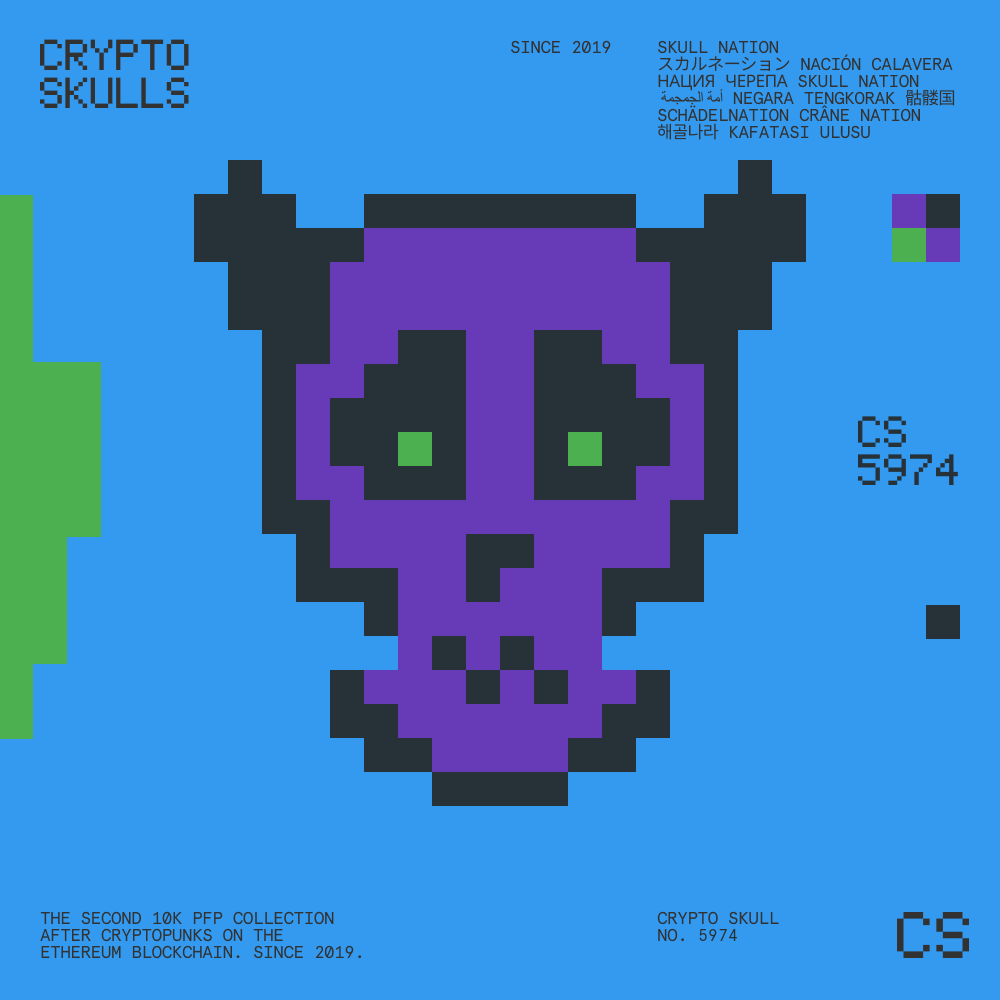 CRYPTO
SKULLS
SINCE 2019
SKULL NATION
スカルネーション NACIÓN CALAVERA
НАЦИЯ ЧЕРЕПА SKULL NATION
أمة الجمجمة NEGARA TENGKORAK 骷髅国
SCHÄDELNATION CRÂNE NATION
해골나라 KAFATASI ULUSU
CS
5974
THE SECOND 10K PFP COLLECTION
AFTER CRYPTOPUNKS ON THE
ETHEREUM BLOCKCHAIN. SINCE 2019.
CRYPTO SKULL
NO. 5974
CS